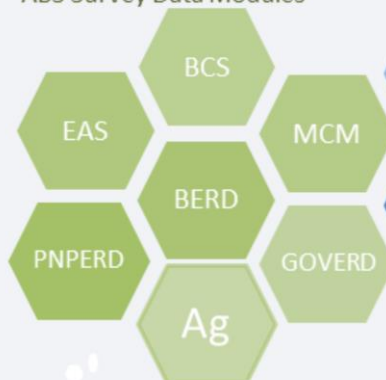 ABS Survey Data Modules
BCS
EAS
MCM
BERD
PNPERD
GOVERD
Ag